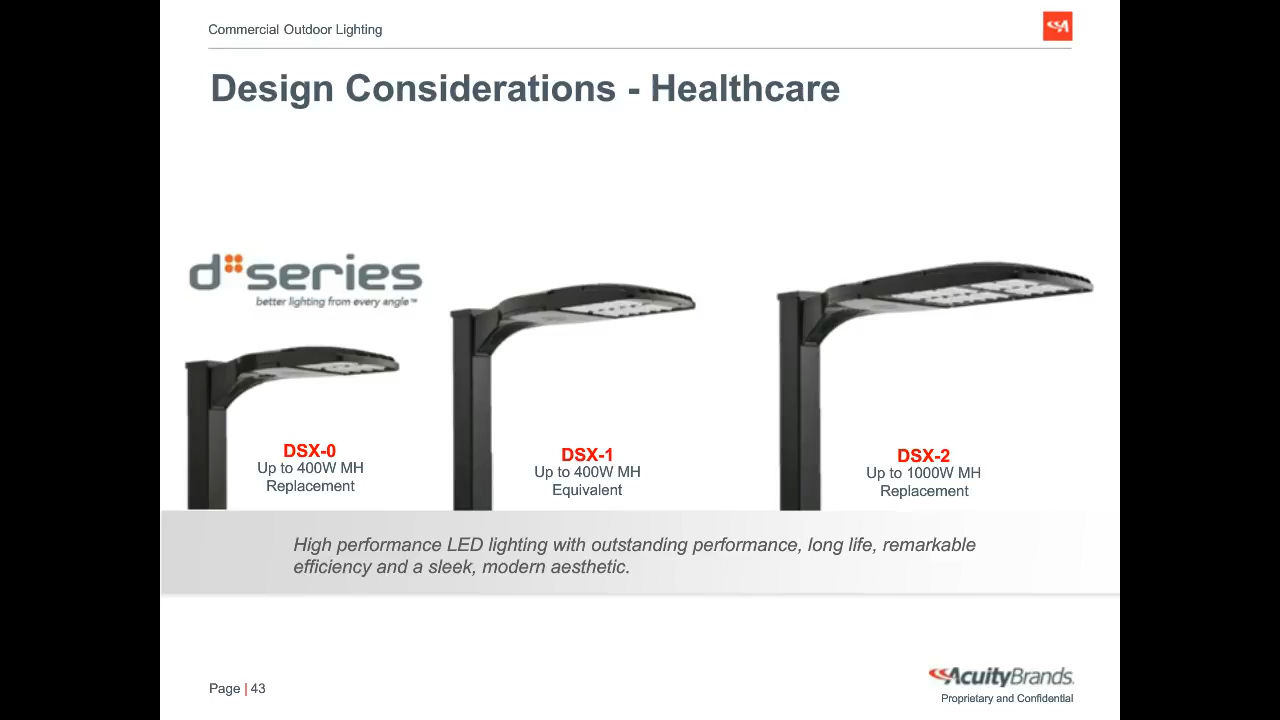 Commercial Outdoor Lighting
Design Considerations - Healthcare
d series
better lighting from every angle™
DSX-0
Up to 400W MH
Replacement
DSX-1
Up to 400W MH
Equivalent
DSX-2
Up to 1000W MH
Replacement
High performance LED lighting with outstanding performance, long life, remarkable
efficiency and a sleek, modern aesthetic.
Page | 43
AcuityBrands.
Proprietary and Confidential